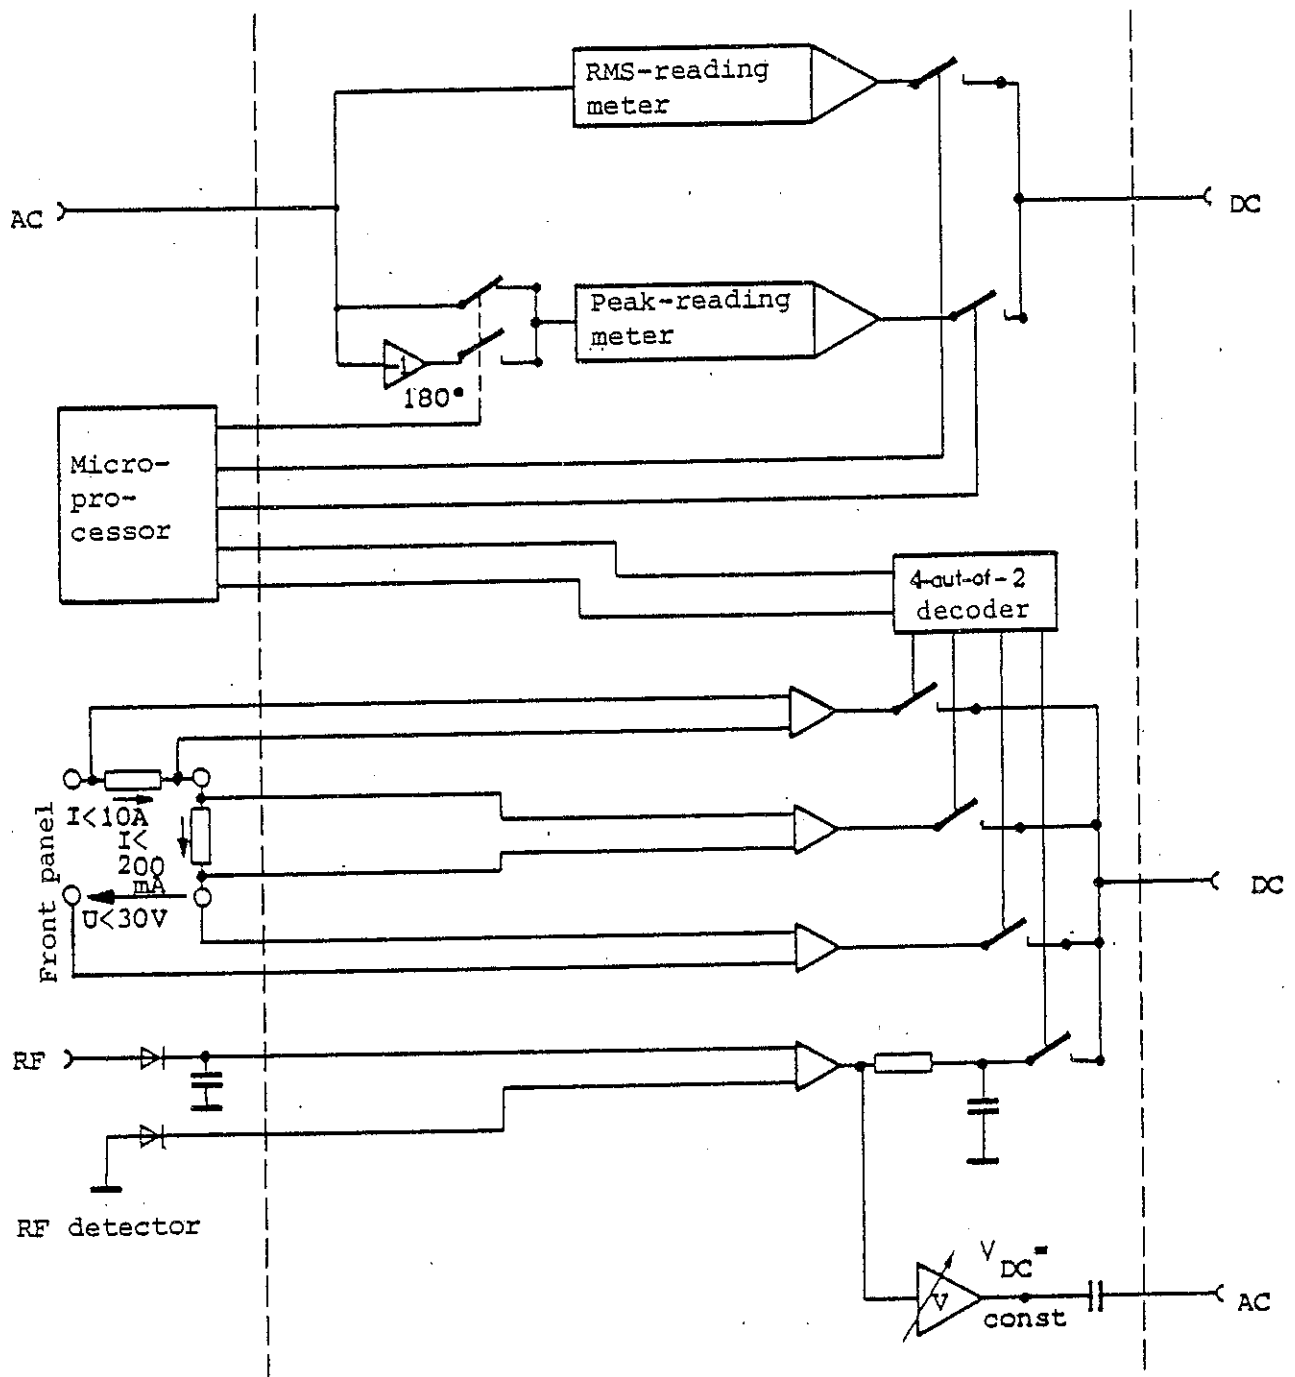 RMS-reading
meter
AC
DC
Peak-reading
meter
1
180°
Micro-
pro-
cessor
4-out-of-2
decoder
I<10A
I<
200
mA
U<30V
Front panel
DC
RF
RF detector
V DC =
const
V
AC